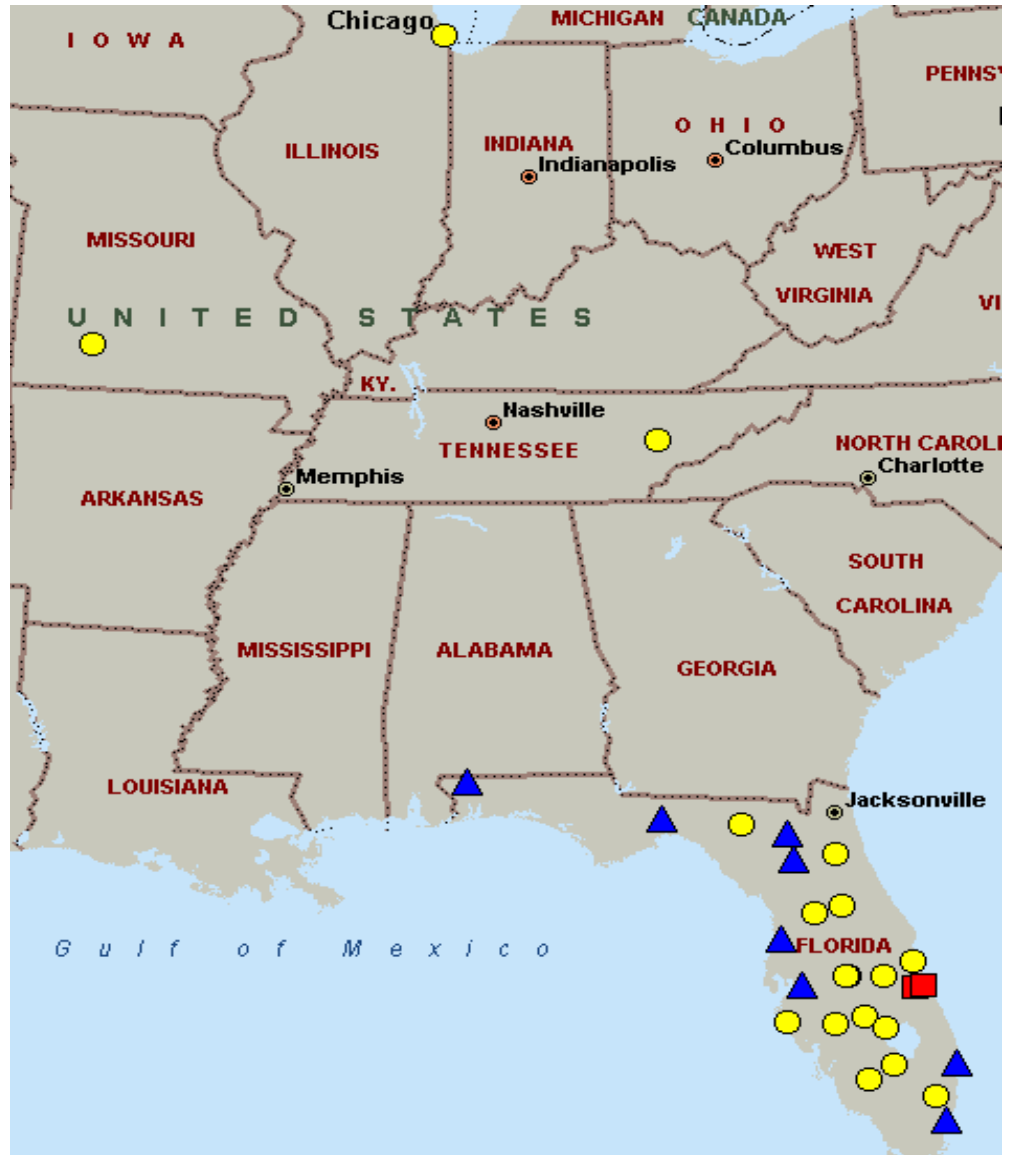 Chicago
MICHIGAN
CANADA
I O W A
PENNS
O H I O
ILLINOIS
INDIANA
Columbus
Indianapolis
MISSOURI
WEST
VIRGINIA
VI
U N I T E D S T A T E S
KY.
Nashville
TENNESSEE
NORTH CAROLI
Charlotte
Memphis
ARKANSAS
SOUTH
CAROLINA
MISSISSIPPI
ALABAMA
GEORGIA
LOUISIANA
Jacksonville
FLORIDA
G u l f o f M e x i c o